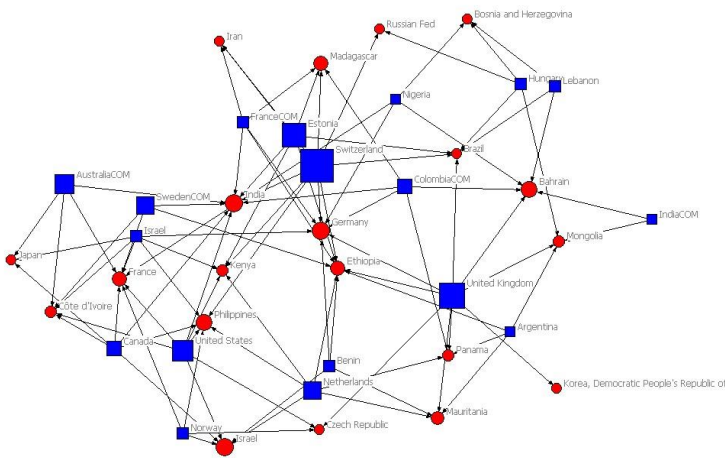 Bosnia and Herzegovina
Russian Fed
Iran
Madagascar
Hungary
Lebanon
Nigeria
FranceCOM
Estonia
Switzerland
Brazil
AustraliaCOM
ColombiaCOM
Bahrain
SwedenCOM
India
IndiaCOM
Germany
Israel
Mongolia
Japan
Kenya
Ethiopia
France
United Kingdom
Côte d'Ivoire
Philippines
Argentina
Canada
United States
Panama
Benin
Netherlands
Korea, Democratic People's Republic of
Mauritania
Norway
Czech Republic
Israel